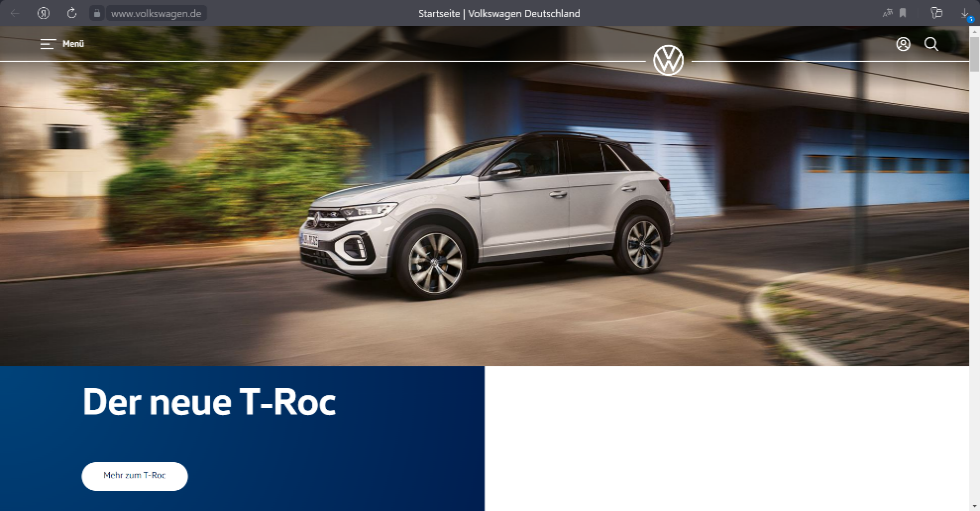 www.volkswagen.de
Startseite | Volkswagen Deutschland
Menü
Der neue T-Roc
Mehr zum T-Roc